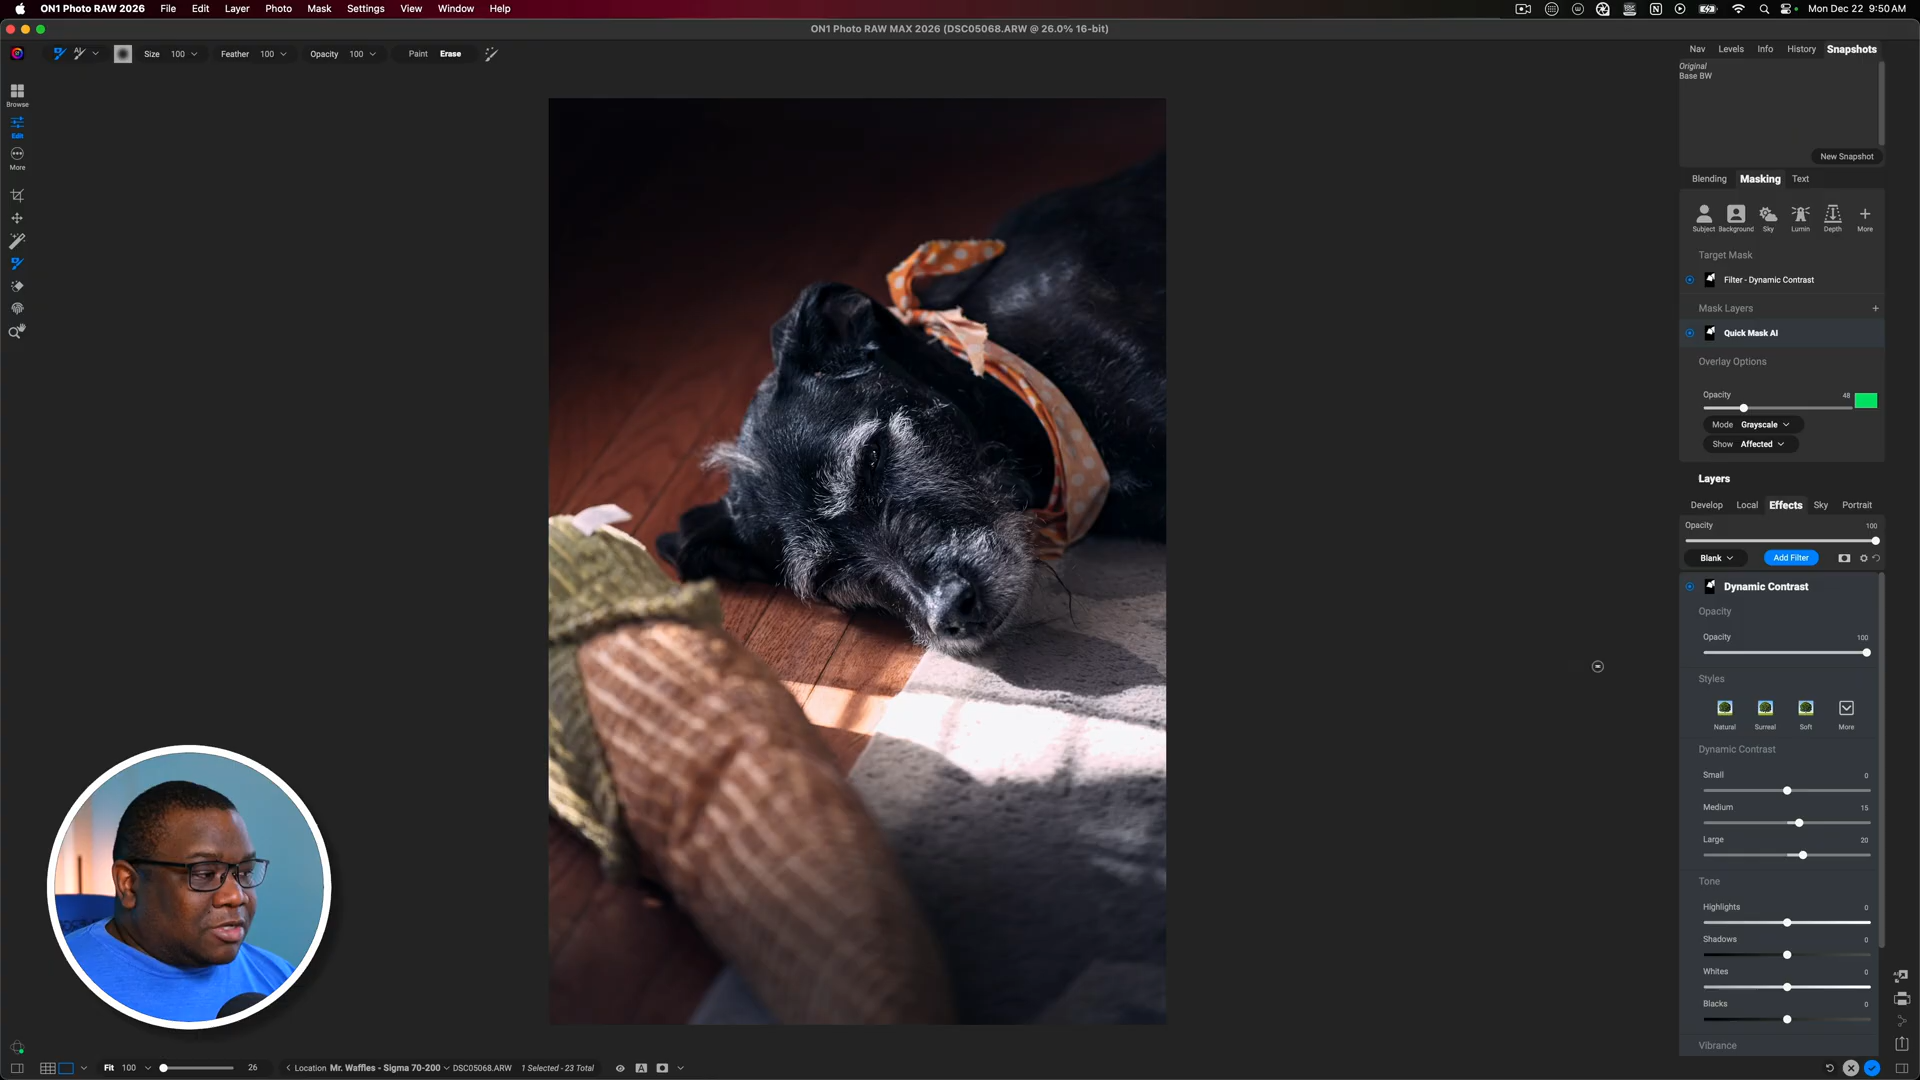 ON1 Photo RAW MAX 2026 File Edit Layer Photo Mask Settings View Window Help Mon Dec 22 9:50 AM
ON1 Photo RAW MAX 2026 (DSC05068.ARW @ 26.0% 16-bit)
Size 100 Feather 100 Opacity 100 Paint Erase
Nav Levels Info History Snapshots
Original
Base BW
New Snapshot
Browse
Edit
More
Blending Masking Text
Subject Background Sky Lumin Depth More
Target Mask
Filter - Dynamic Contrast
Mask Layers
Quick Mask AI
Overlay Options
Opacity 48
Mode Grayscale
Show Affected
Layers
Develop Local Effects Sky Portrait
Opacity 100
Blank Add Filter
Dynamic Contrast
Opacity
Opacity 100
Styles
Natural Surreal Soft More
Dynamic Contrast
Small 0
Medium 15
Large 20
Tone
Highlights 0
Shadows 0
Whites 0
Blacks 0
Vibrance
Fit 100 26 Location Mr. Waffles - Sigma 70-200 DSC05068.ARW 1 Selected - 23 Total A